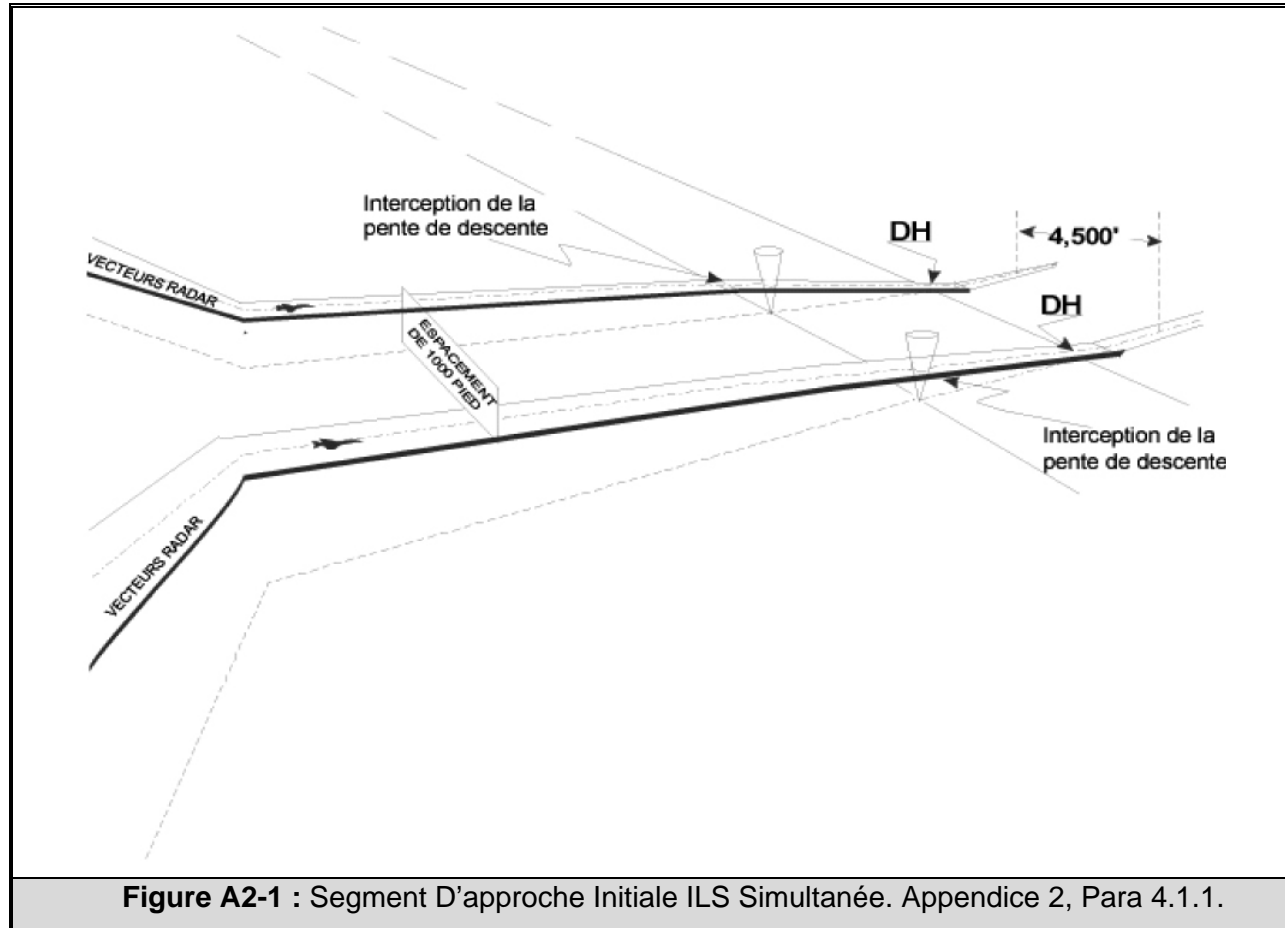 Interception de la
pente de descente
DH
4,500'
VECTEURS RADAR
DH
ESPACEMENT
DE 1000 PIED
Interception de la
pente de descente
VECTEURS RADAR
Figure A2-1 : Segment D'approche Initiale ILS Simultanée. Appendice 2, Para 4.1.1.